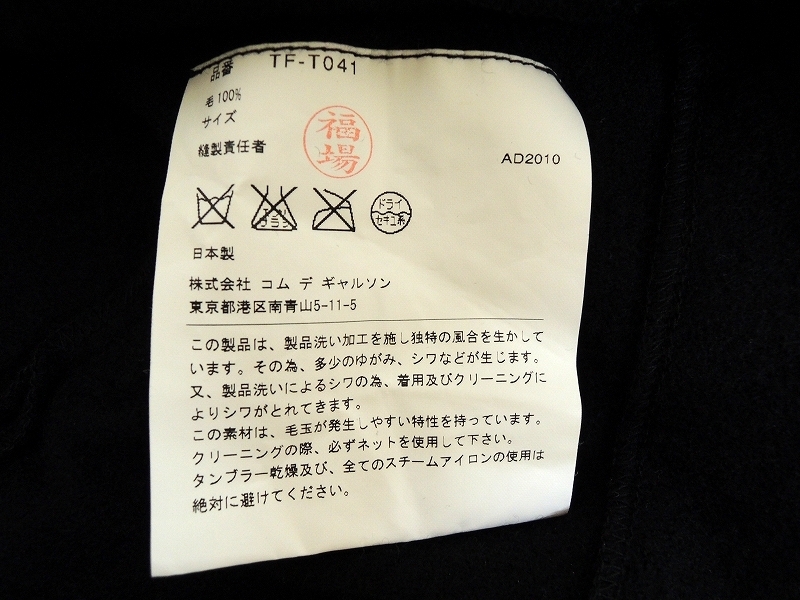 品番 TF-T041
毛100%
サイズ
縫製責任者
福場
AD2010
エンソサラシ
ドライ
セキユ系
日本製
株式会社 コム デ ギャルソン
東京都港区南青山5-11-5
この製品は、製品洗い加工を施し独特の風合を生かして
います。その為、多少のゆがみ、シワなどが生じます。
又、製品洗いによるシワの為、着用及びクリーニングに
よりシワがとれてきます。
この素材は、毛玉が発生しやすい特性を持っています。
クリーニングの際、必ずネットを使用して下さい。
タンブラー乾燥及び、全てのスチームアイロンの使用は
絶対に避けてください。